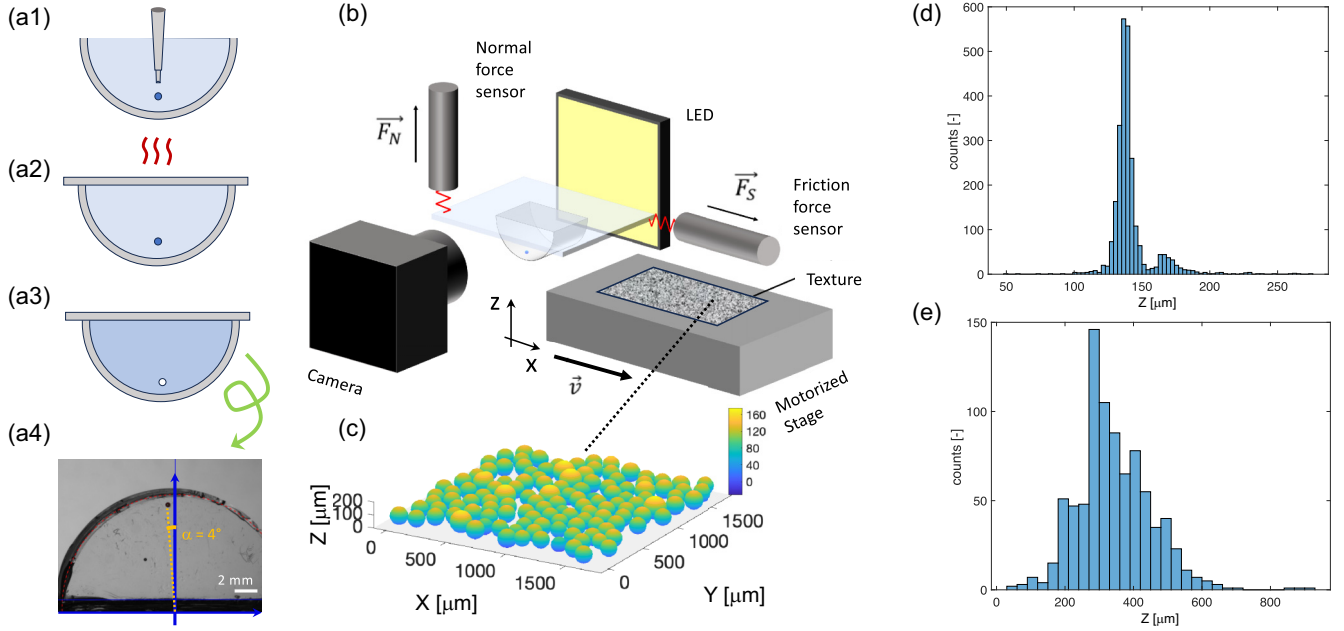 (a1)
(a2)
(a3)
(a4)
α = 4°
2 mm
(b)
Normal
force
sensor
F_N
LED
F_S
Friction
force
sensor
Texture
Z
X
v
Camera
Motorized
Stage
(c)
160
120
80
40
0
200
100
0
Z [μm]
0
500
1000
1500
X [μm]
0
500
1000
1500
Y [μm]
(d)
600
500
400
300
200
100
0
counts [-]
50
100
150
200
250
Z [μm]
(e)
150
100
50
0
counts [-]
0
200
400
600
800
Z [μm]